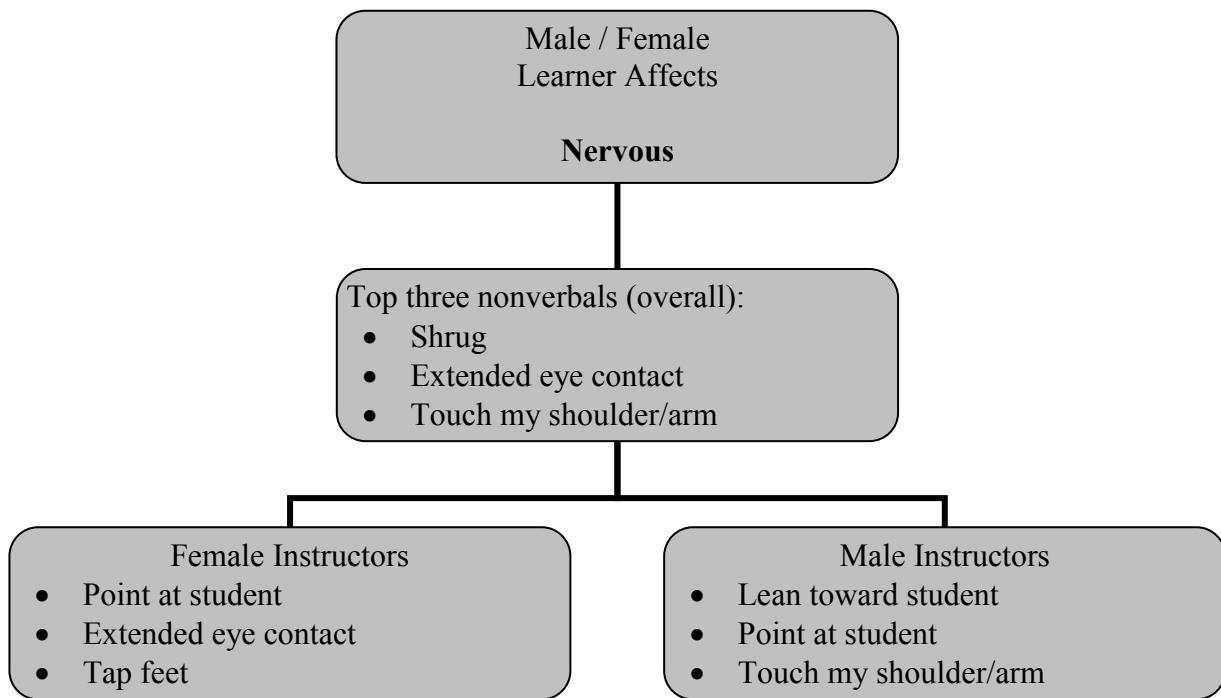 Male / Female
Learner Affects
Nervous
Top three nonverbals (overall):
• Shrug
• Extended eye contact
• Touch my shoulder/arm
Female Instructors
• Point at student
• Extended eye contact
• Tap feet
Male Instructors
• Lean toward student
• Point at student
• Touch my shoulder/arm